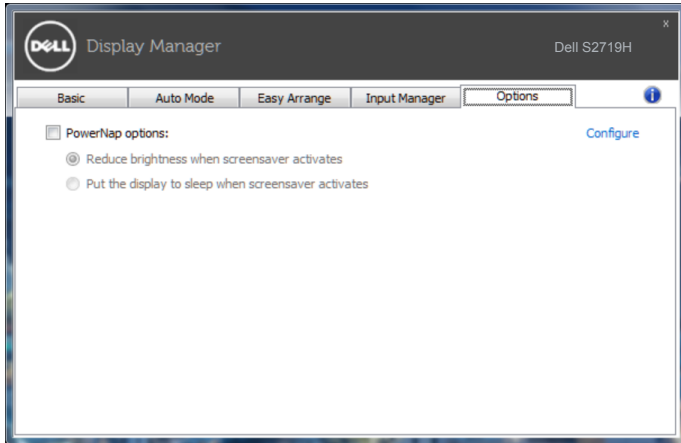 x
DELL Display Manager Dell S2719H
Basic Auto Mode Easy Arrange Input Manager Options i
PowerNap options: Configure
Reduce brightness when screensaver activates
Put the display to sleep when screensaver activates